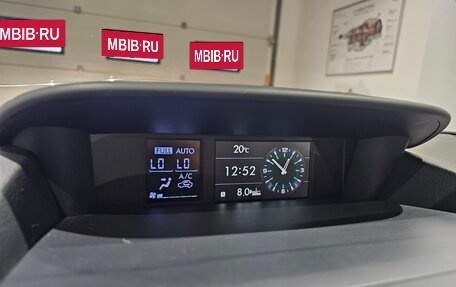 MBIB.RU MBIB.RU MBIB.RU
20℃
FULL AUTO
LO LO
12:52
A/C
8.0